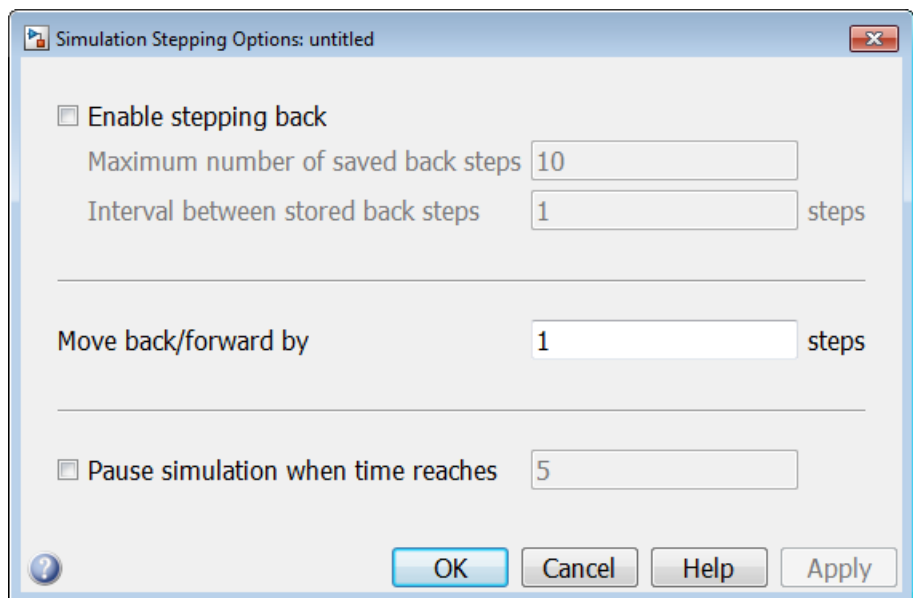 Simulation Stepping Options: untitled
Enable stepping back
Maximum number of saved back steps 10
Interval between stored back steps 1 steps
Move back/forward by 1 steps
Pause simulation when time reaches 5
? OK Cancel Help Apply